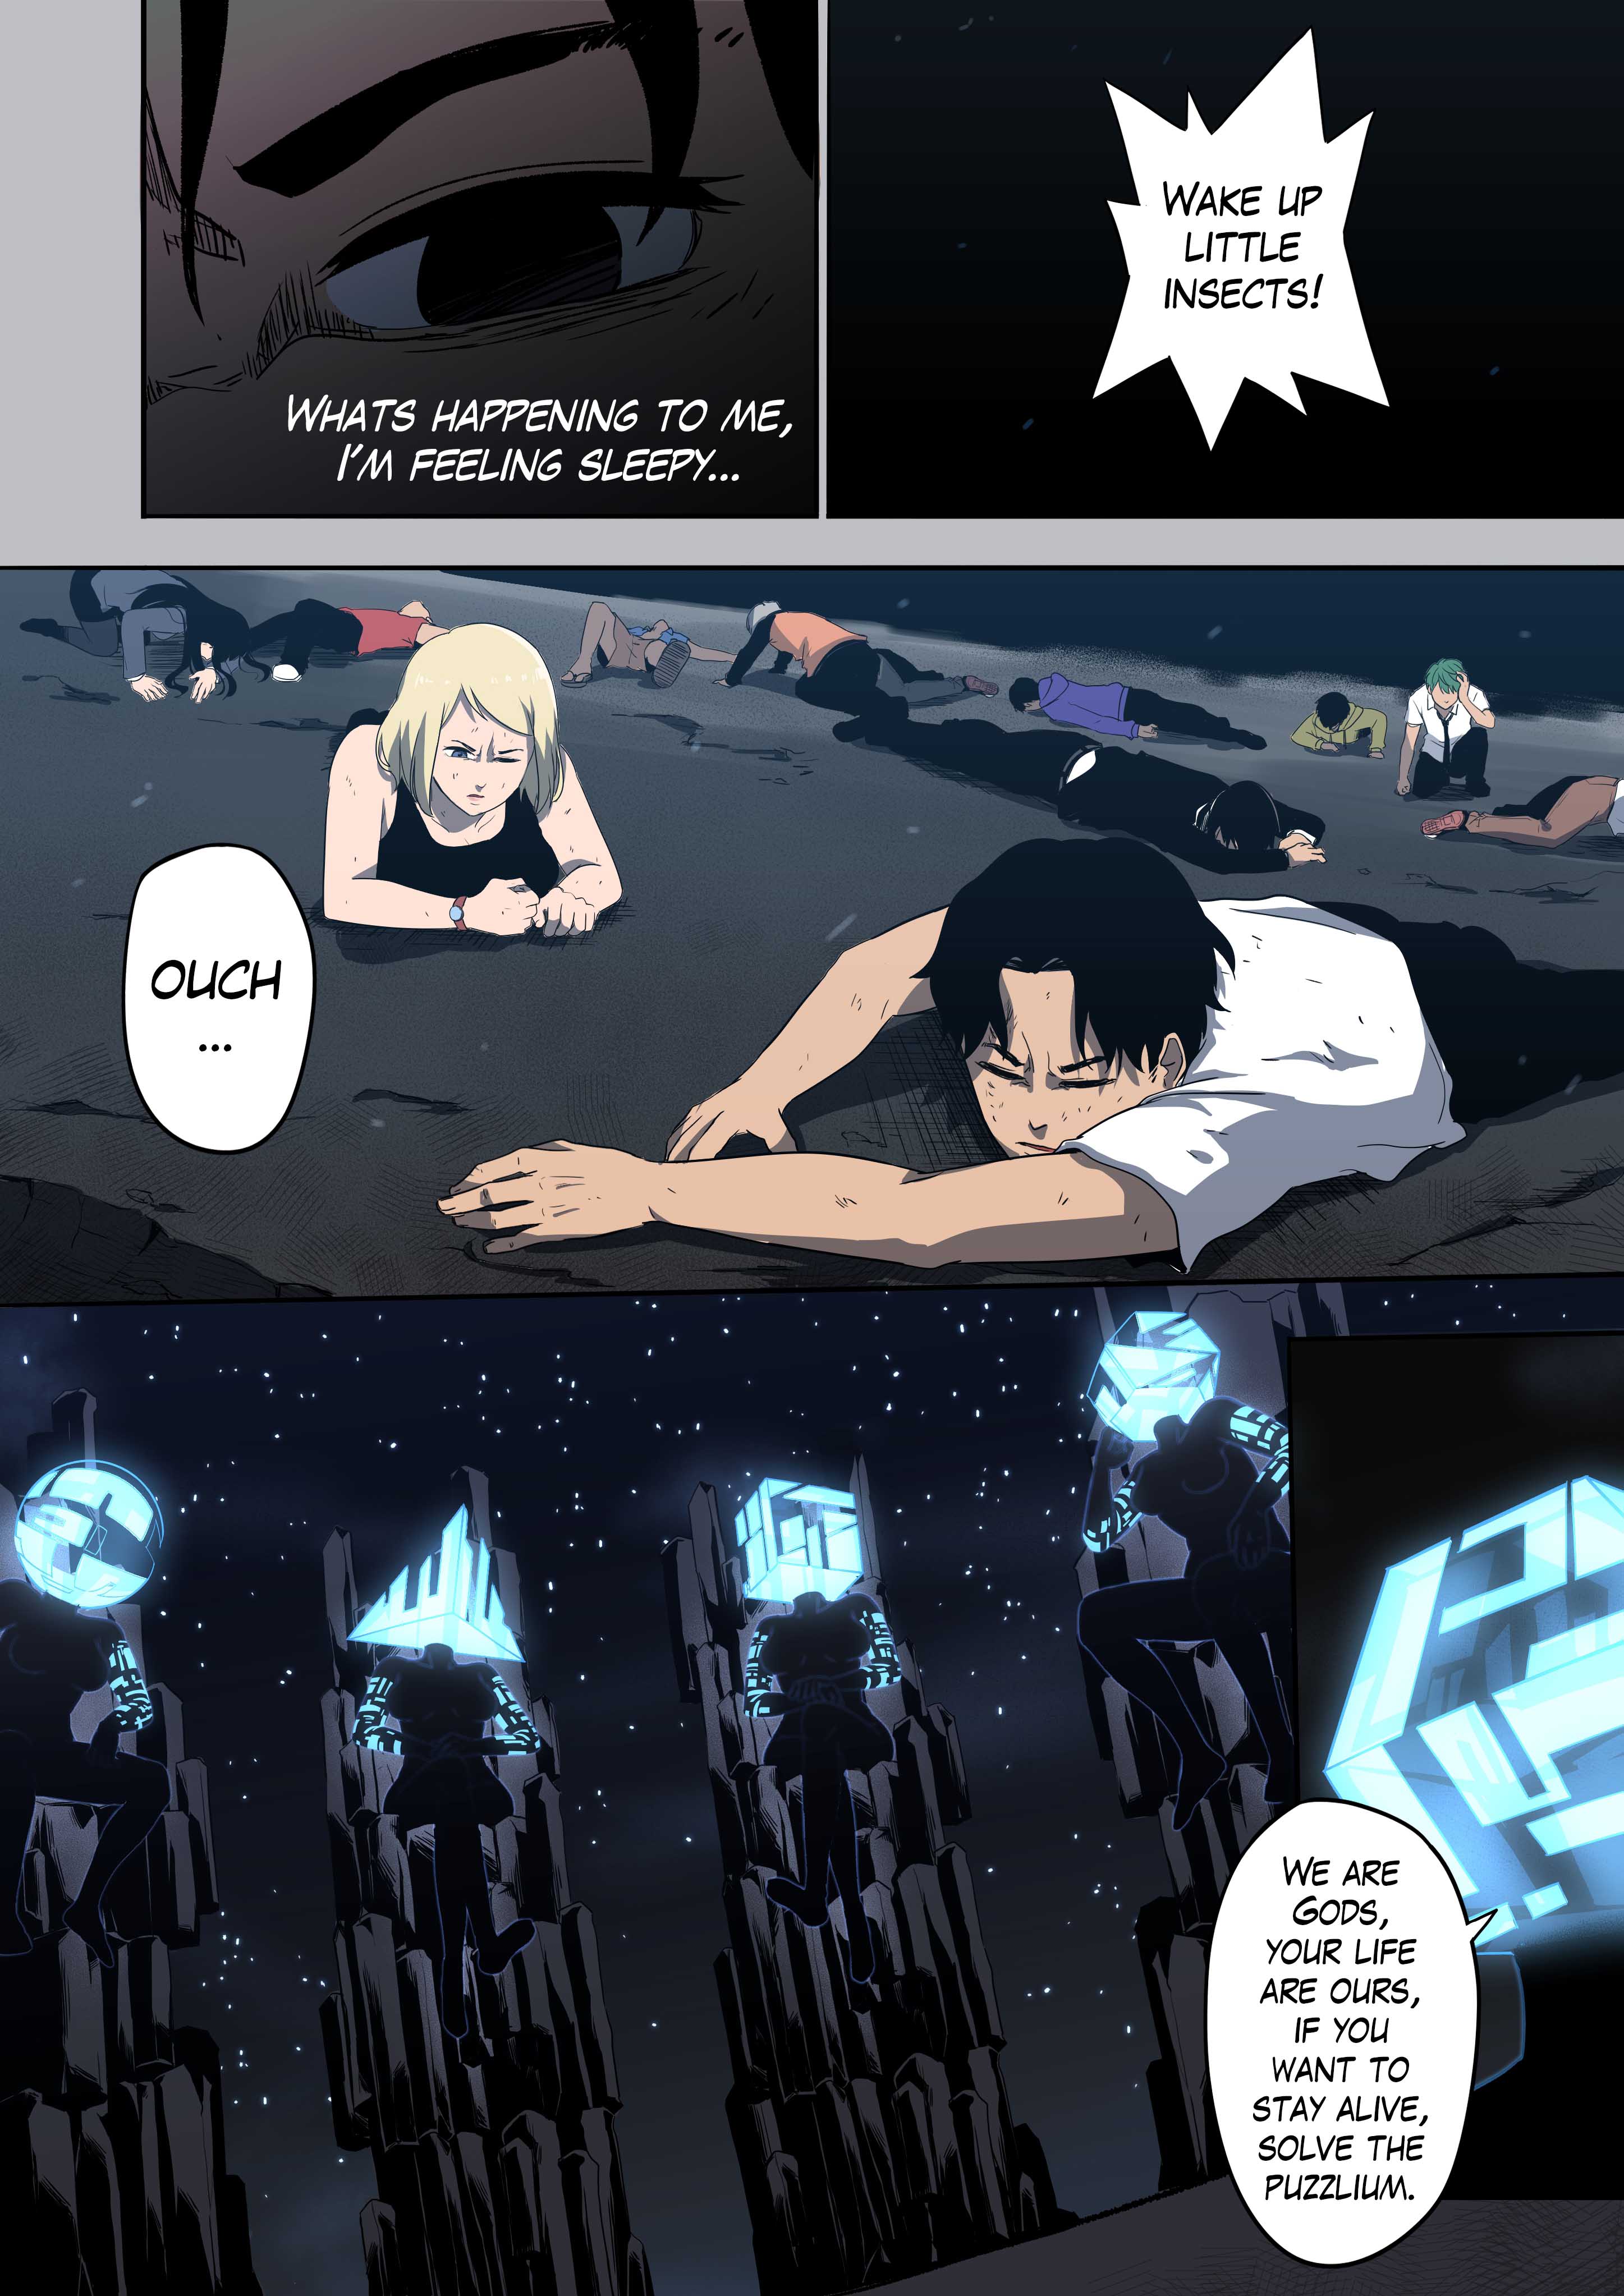 Whats happening to me,
I'm feeling sleepy...
Wake up
little
insects!
Ouch
...
We are
Gods,
your life
are ours,
if you
want to
stay alive,
solve the
puzzlium.